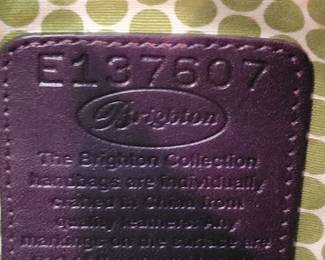 E137607
Brighton
The Brighton Collection
handbags are individually
crafted in China from
quality leathers. Any
markings on the surface are